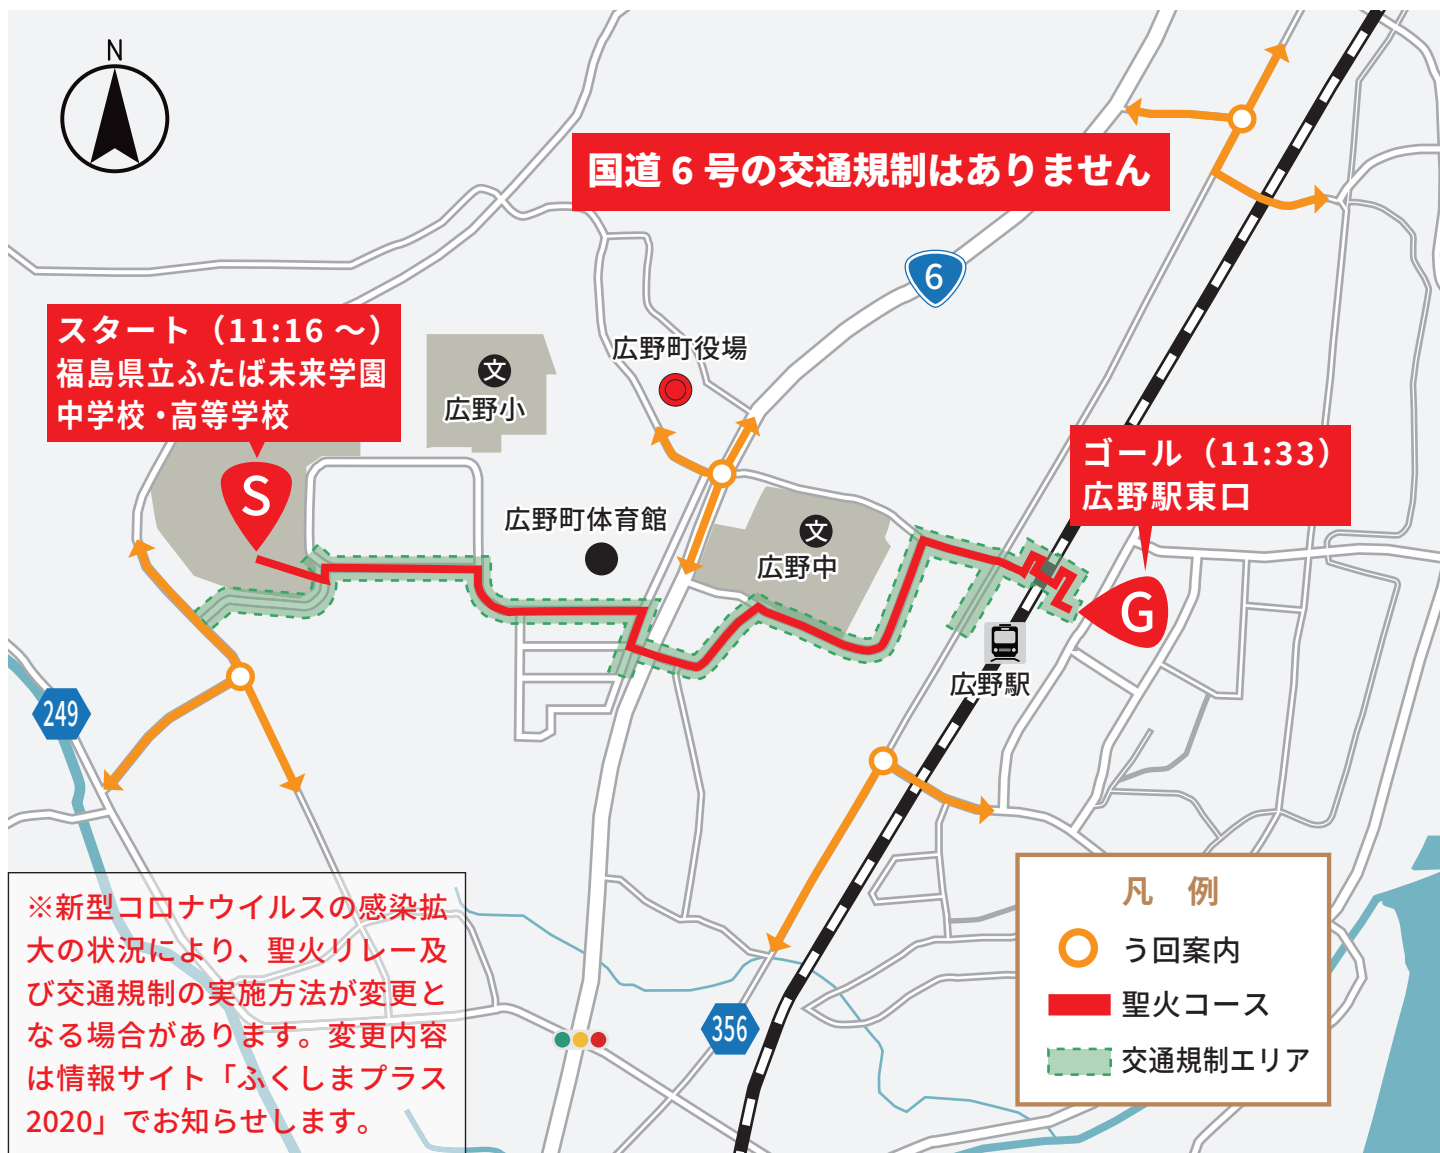 N
国道6号の交通規制はありません
6
スタート（11:16～）
福島県立ふたば未来学園
中学校・高等学校
文
広野小
広野町役場
S
広野町体育館
文
広野中
ゴール（11:33）
広野駅東口
G
広野駅
249
356
※新型コロナウイルスの感染拡
大の状況により、聖火リレー及
び交通規制の実施方法が変更と
なる場合があります。変更内容
は情報サイト「ふくしまプラス
2020」でお知らせします。
凡 例
う回案内
聖火コース
交通規制エリア